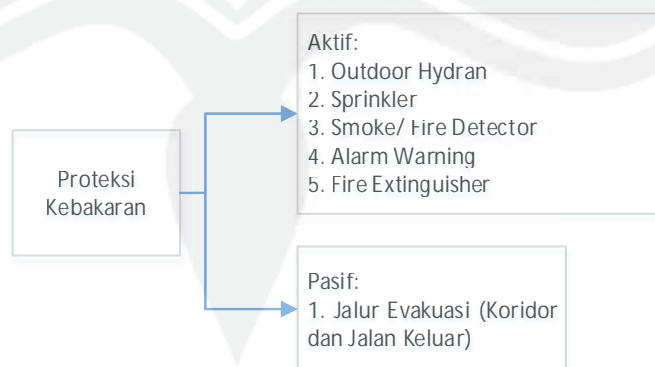 Aktif:
1. Outdoor Hydran
2. Sprinkler
3. Smoke/ Fire Detector
4. Alarm Warning
5. Fire Extinguisher
Proteksi
Kebakaran
Pasif:
1. Jalur Evakuasi (Koridor
dan Jalan Keluar)